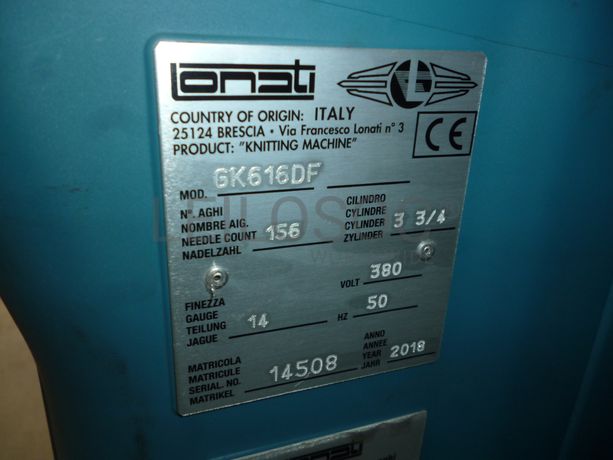 Lonati
COUNTRY OF ORIGIN: ITALY
25124 BRESCIA • Via Francesco Lonati n° 3
PRODUCT: "KNITTING MACHINE"
CE
MOD. GK616DF
N°. AGHI
NOMBRE AIG.
NEEDLE COUNT 156
NADELZAHL
CILINDRO
CYLINDRE
CYLINDER 3 3/4
ZYLINDER
VOLT 380
FINEZZA
GAUGE
TEILUNG 14
JAUGE
HZ 50
MATRICOLA
MATRICULE
SERIAL. NO. 14508
MATRIKEL
ANNO
ANNEE
YEAR 2018
JAHR